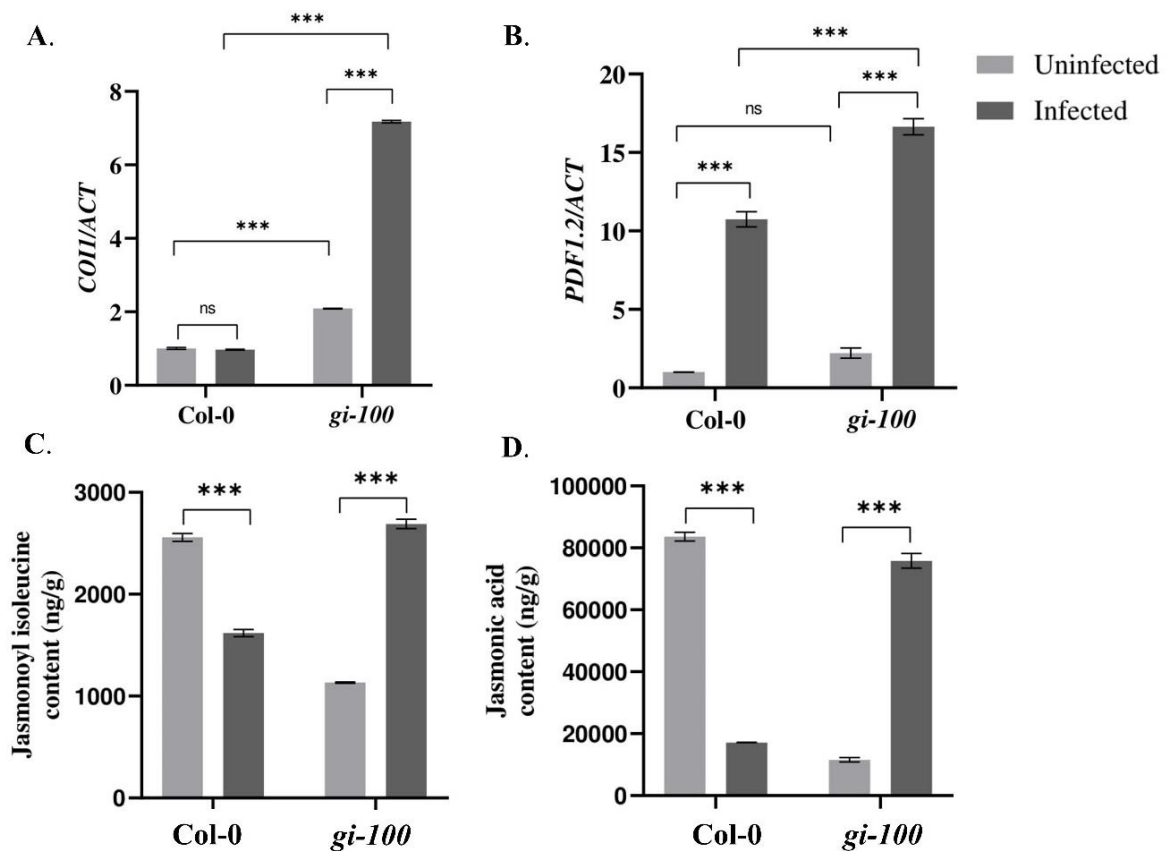 A.
***
***
8
6
4
2
0
COI1/ACT
***
ns
Col-0
gi-100
B.
***
***
ns
***
20
15
10
5
0
PDF1.2/ACT
Col-0
gi-100
Uninfected
Infected
C.
***
***
3000
2000
1000
0
Jasmonoyl isoleucine
content (ng/g)
Col-0
gi-100
D.
***
***
100000
80000
60000
40000
20000
0
Jasmonic acid
content (ng/g)
Col-0
gi-100